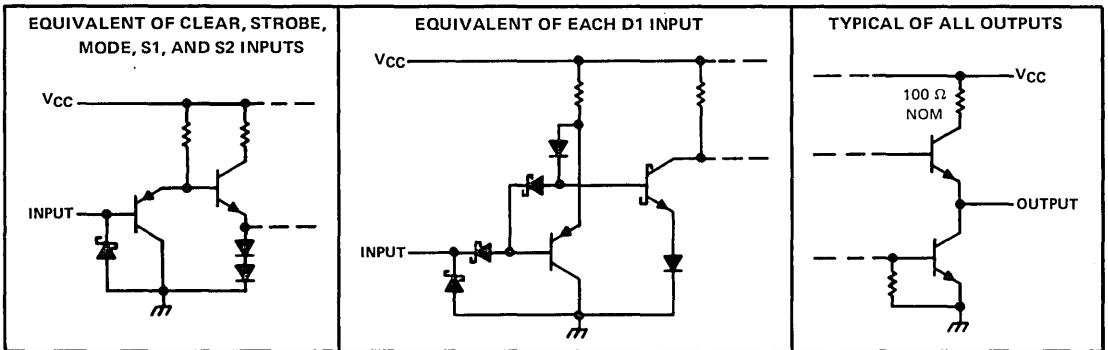 EQUIVALENT OF CLEAR, STROBE,
MODE, S1, AND S2 INPUTS
VCC
INPUT
EQUIVALENT OF EACH D1 INPUT
VCC
INPUT
TYPICAL OF ALL OUTPUTS
VCC
100 Ω
NOM
OUTPUT